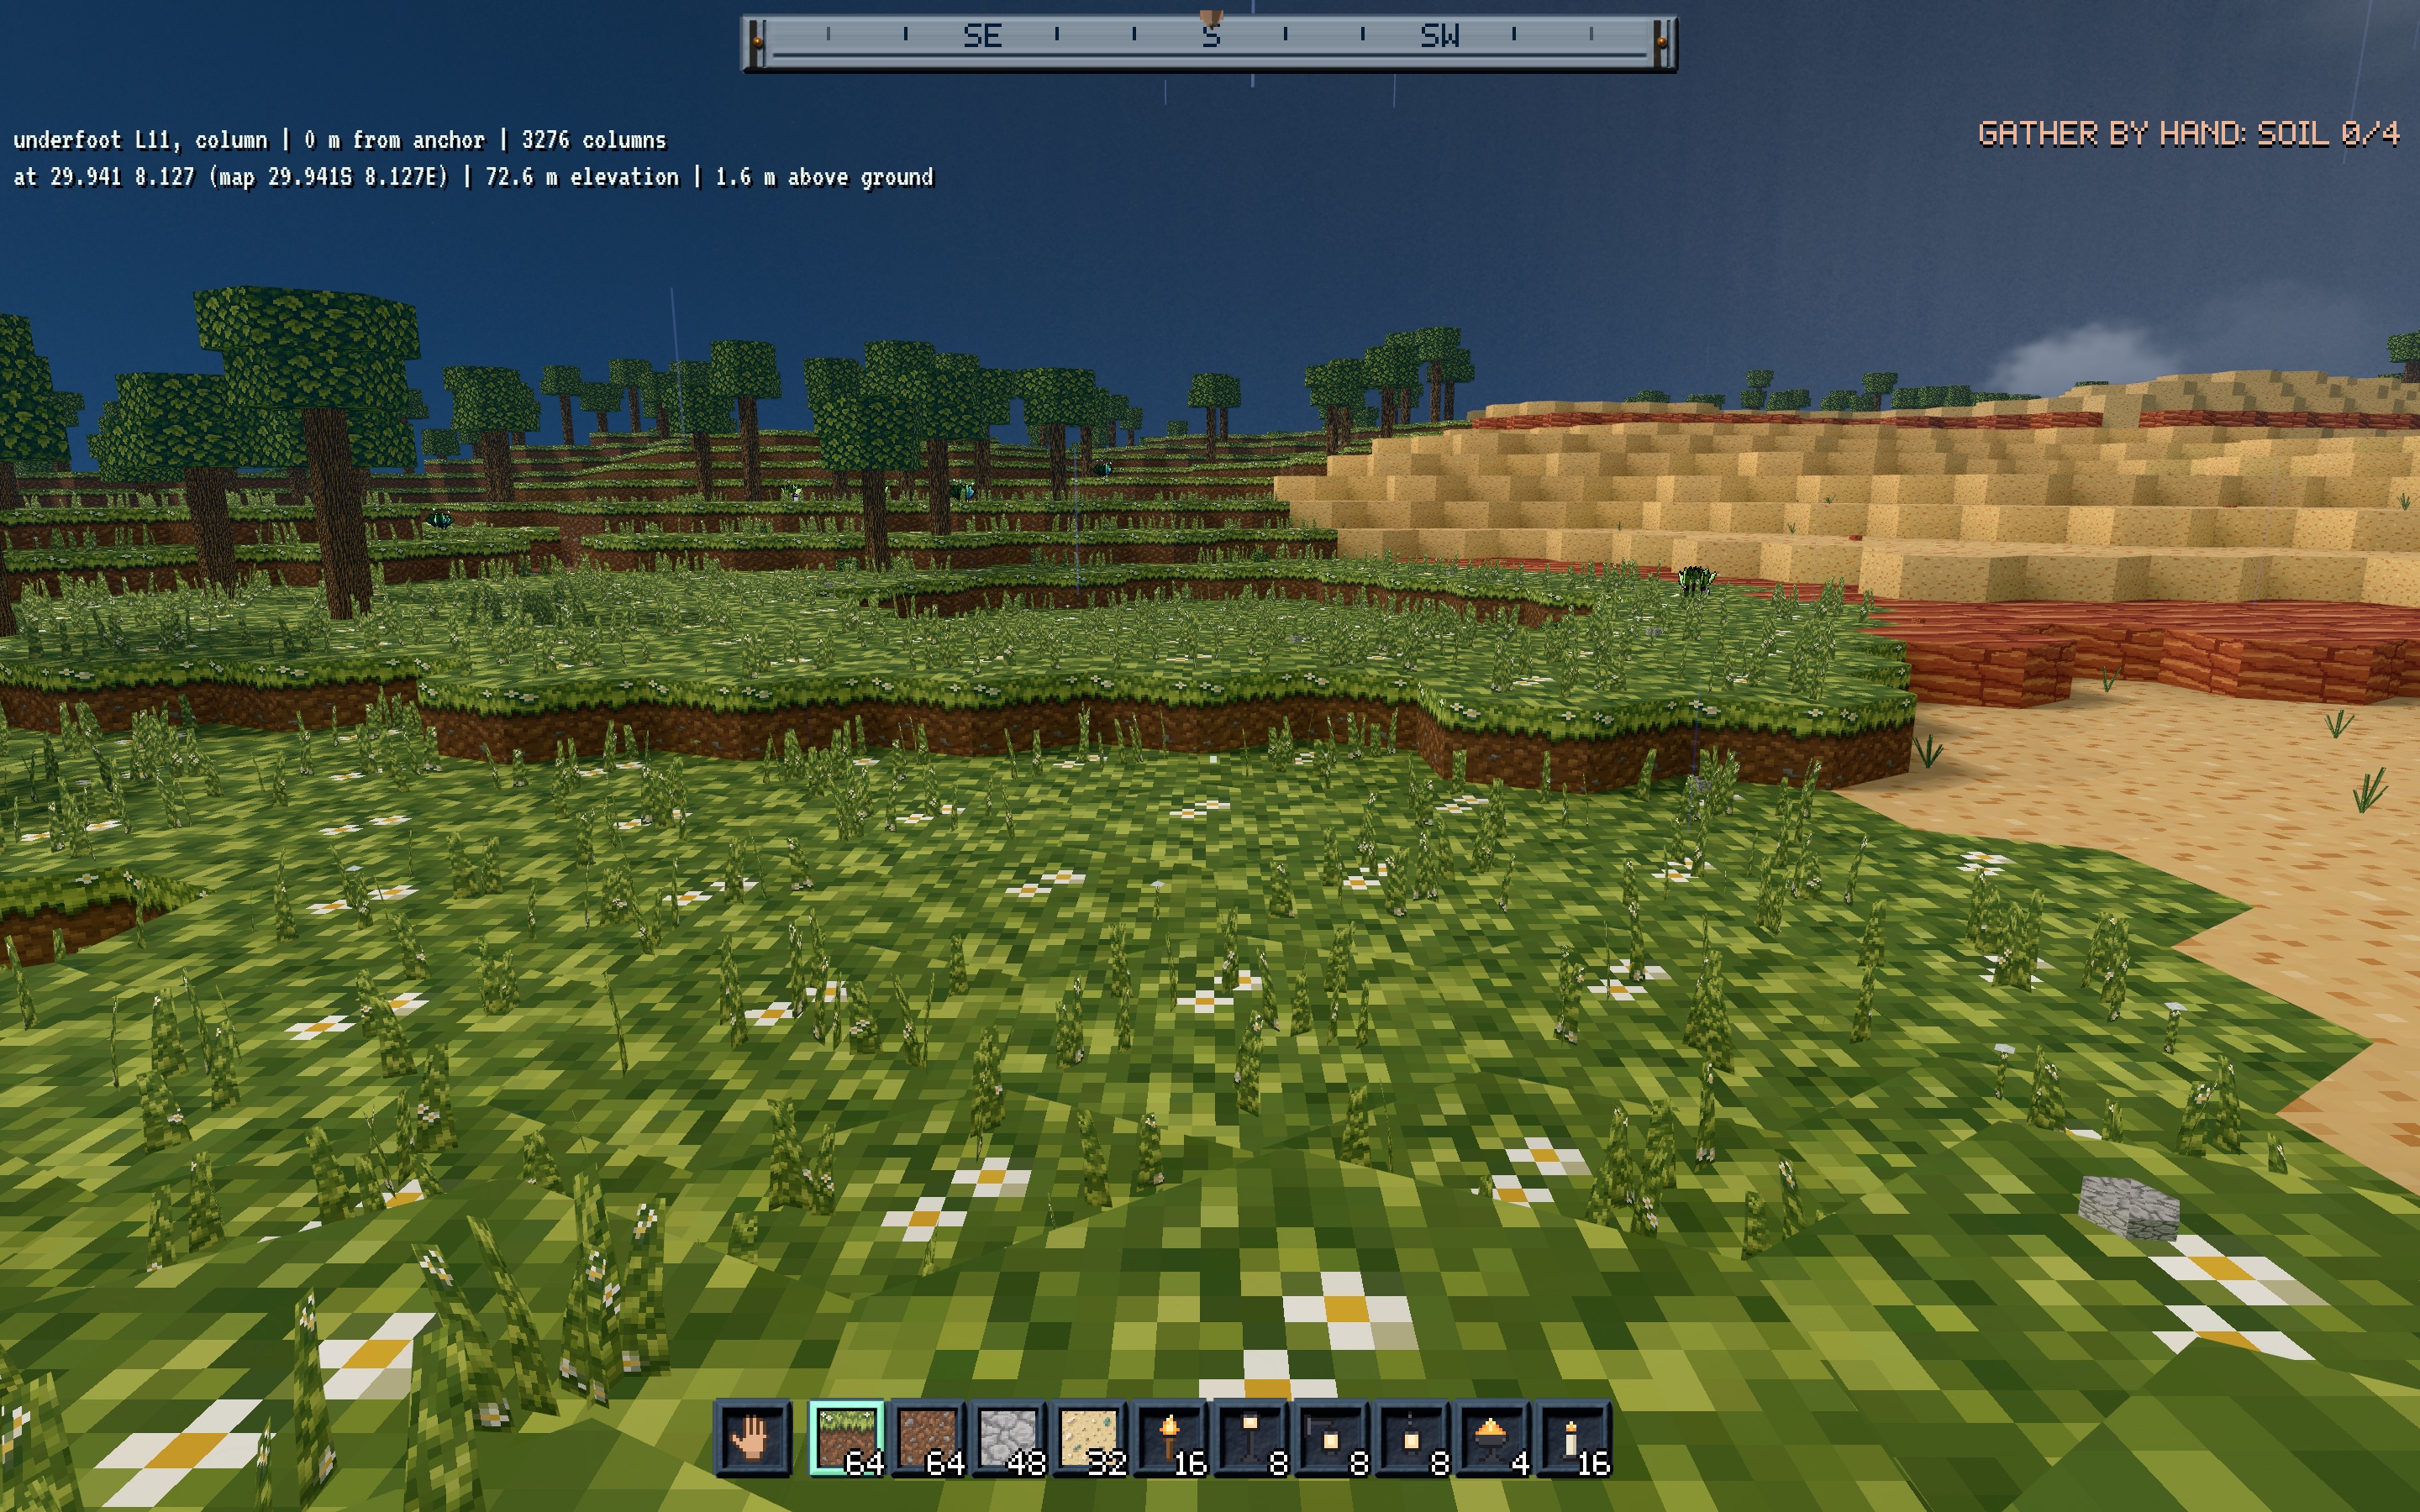 SE S SW
underfoot L11, column | 0 m from anchor | 3276 columns
at 29.941 8.127 (map 29.941S 8.127E) | 72.6 m elevation | 1.6 m above ground
GATHER BY HAND: SOIL 0/4
64 64 48 32 16 8 8 8 4 16